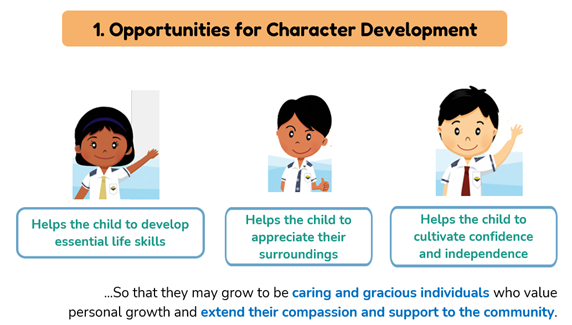 1. Opportunities for Character Development
Helps the child to develop
essential life skills
Helps the child to
appreciate their
surroundings
Helps the child to
cultivate confidence
and independence
...So that they may grow to be caring and gracious individuals who value
personal growth and extend their compassion and support to the community.